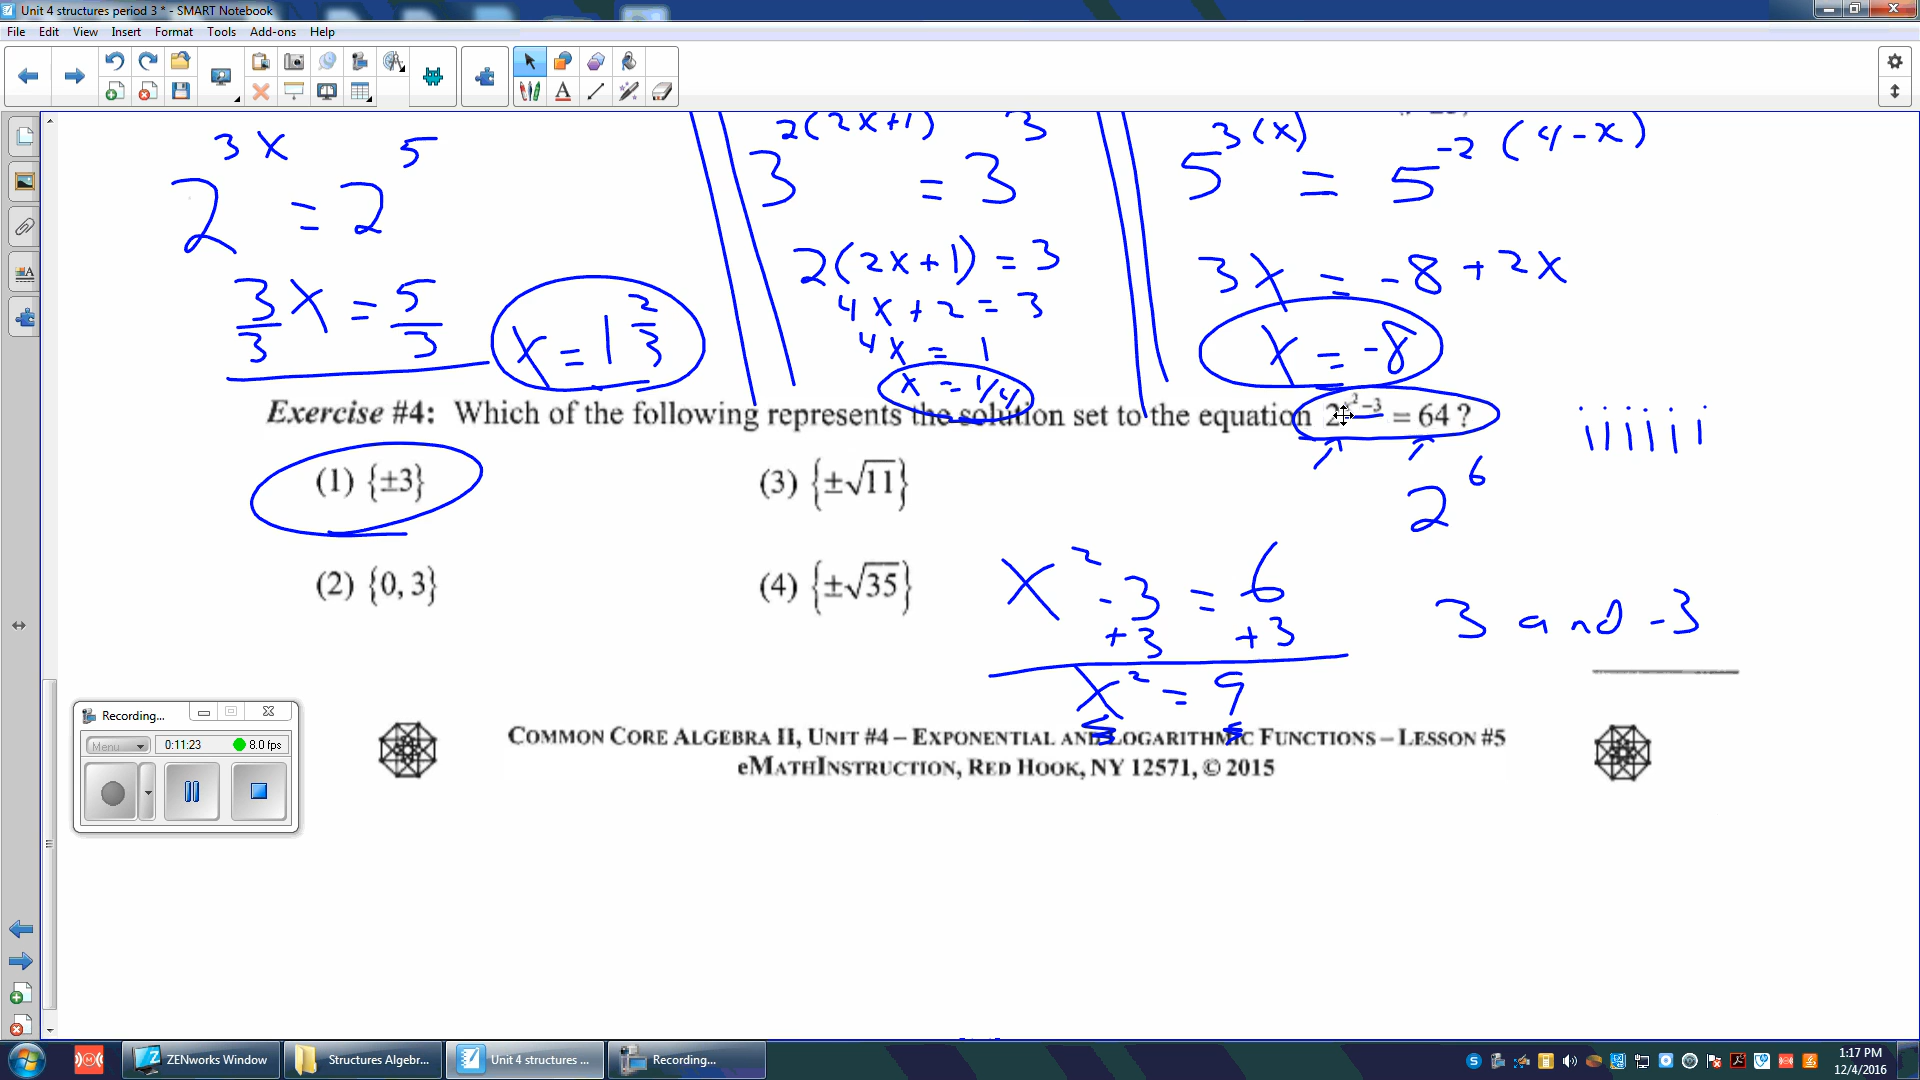 Unit 4 structures period 3 * - SMART Notebook
File Edit View Insert Format Tools Add-ons Help
3x 5
2 = 2
3/3 x = 5/3
x = 1 2/3
2(2x+1) 3
3 = 3
2(2x+1) = 3
4x + 2 = 3
4x = 1
x = 1/4
3(x) -2(4-x)
5 = 5
3x = -8 + 2x
x = -8
Exercise #4: Which of the following represents the solution set to the equation 2^(x²−3) = 64 ?
(1) {±3}
(3) {±√11}
(2) {0, 3}
(4) {±√35}
2^6
x² - 3 = 6
+3 +3
x² = 9
3 and -3
COMMON CORE ALGEBRA II, UNIT #4 – EXPONENTIAL AND LOGARITHMIC FUNCTIONS – LESSON #5
eMATHINSTRUCTION, RED HOOK, NY 12571, © 2015
Recording...
Menu 0:11:23 8.0 fps
ZENworks Window
Structures Algebr...
Unit 4 structures ...
Recording...
1:17 PM
12/4/2016